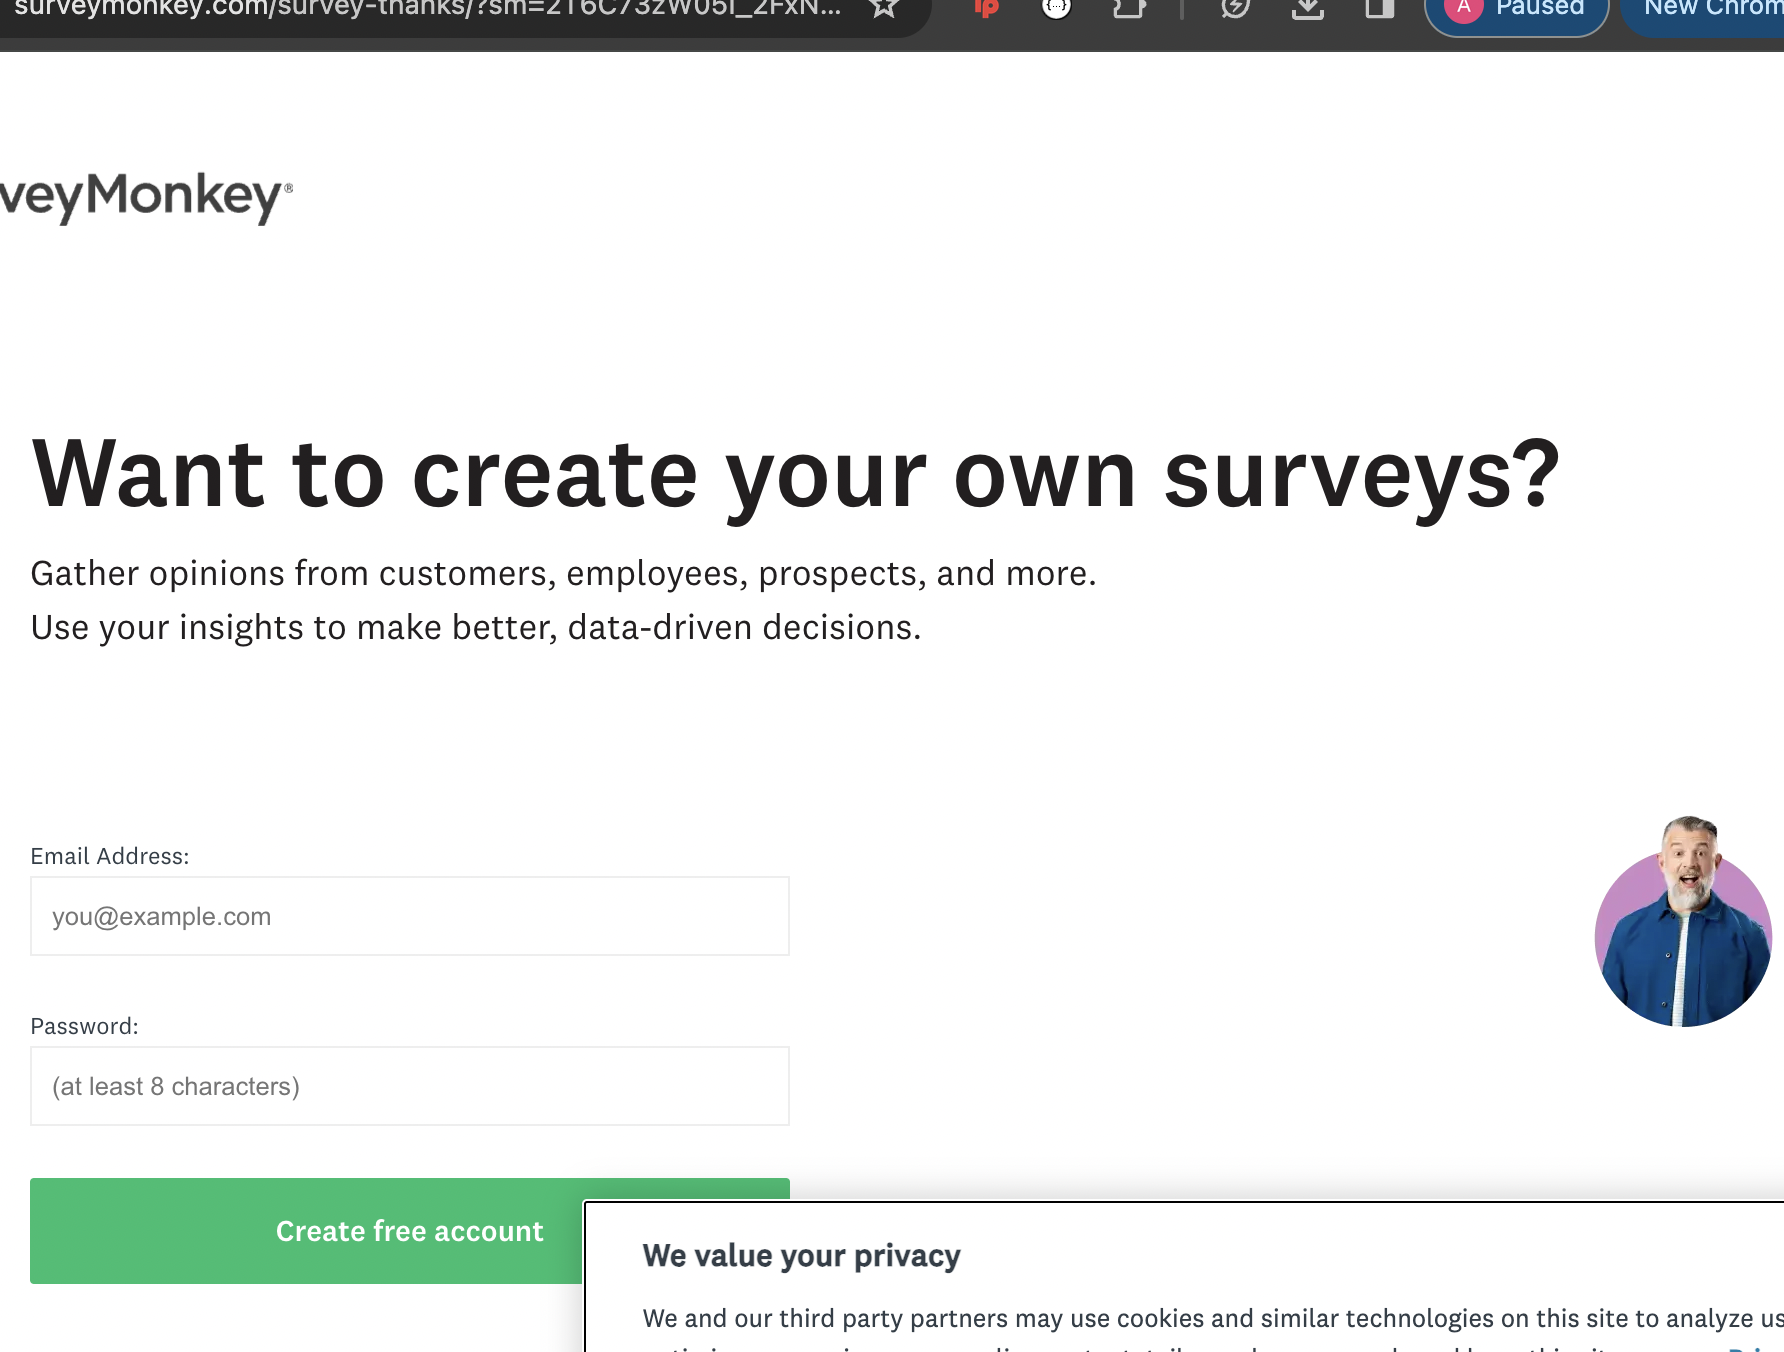 surveymonkey.com/survey-thanks/?sm=2T6C73zW05I_2FxN...
A Paused
New Chrom
veyMonkey®
Want to create your own surveys?
Gather opinions from customers, employees, prospects, and more.
Use your insights to make better, data-driven decisions.
Email Address:
you@example.com
Password:
(at least 8 characters)
Create free account
We value your privacy
We and our third party partners may use cookies and similar technologies on this site to analyze us